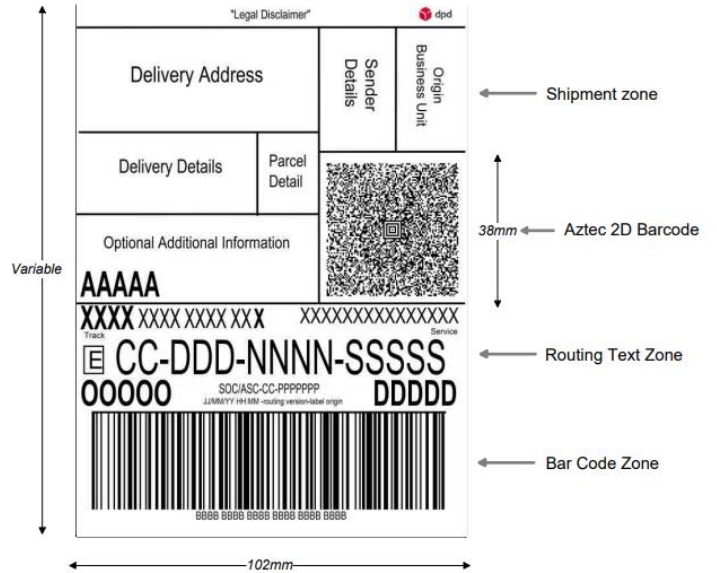 "Legal Disclaimer"
dpd
Delivery Address
Sender
Details
Origin
Business Unit
Shipment zone
Delivery Details
Parcel
Detail
38mm
Aztec 2D Barcode
Optional Additional Information
Variable
AAAAA
XXXX XXXX XXXX XX X XXXXXXXXXXXXXXX
Track Service
E CC-DDD-NNNN-SSSSS
Routing Text Zone
OOOOO SOC/ASC-CC-PPPPPPP DDDDD
JJ/MM/YY HH:MM -routing version-label origin
Bar Code Zone
BBBB BBBB BBBB BBBB BBBB BBBB BBBB
102mm